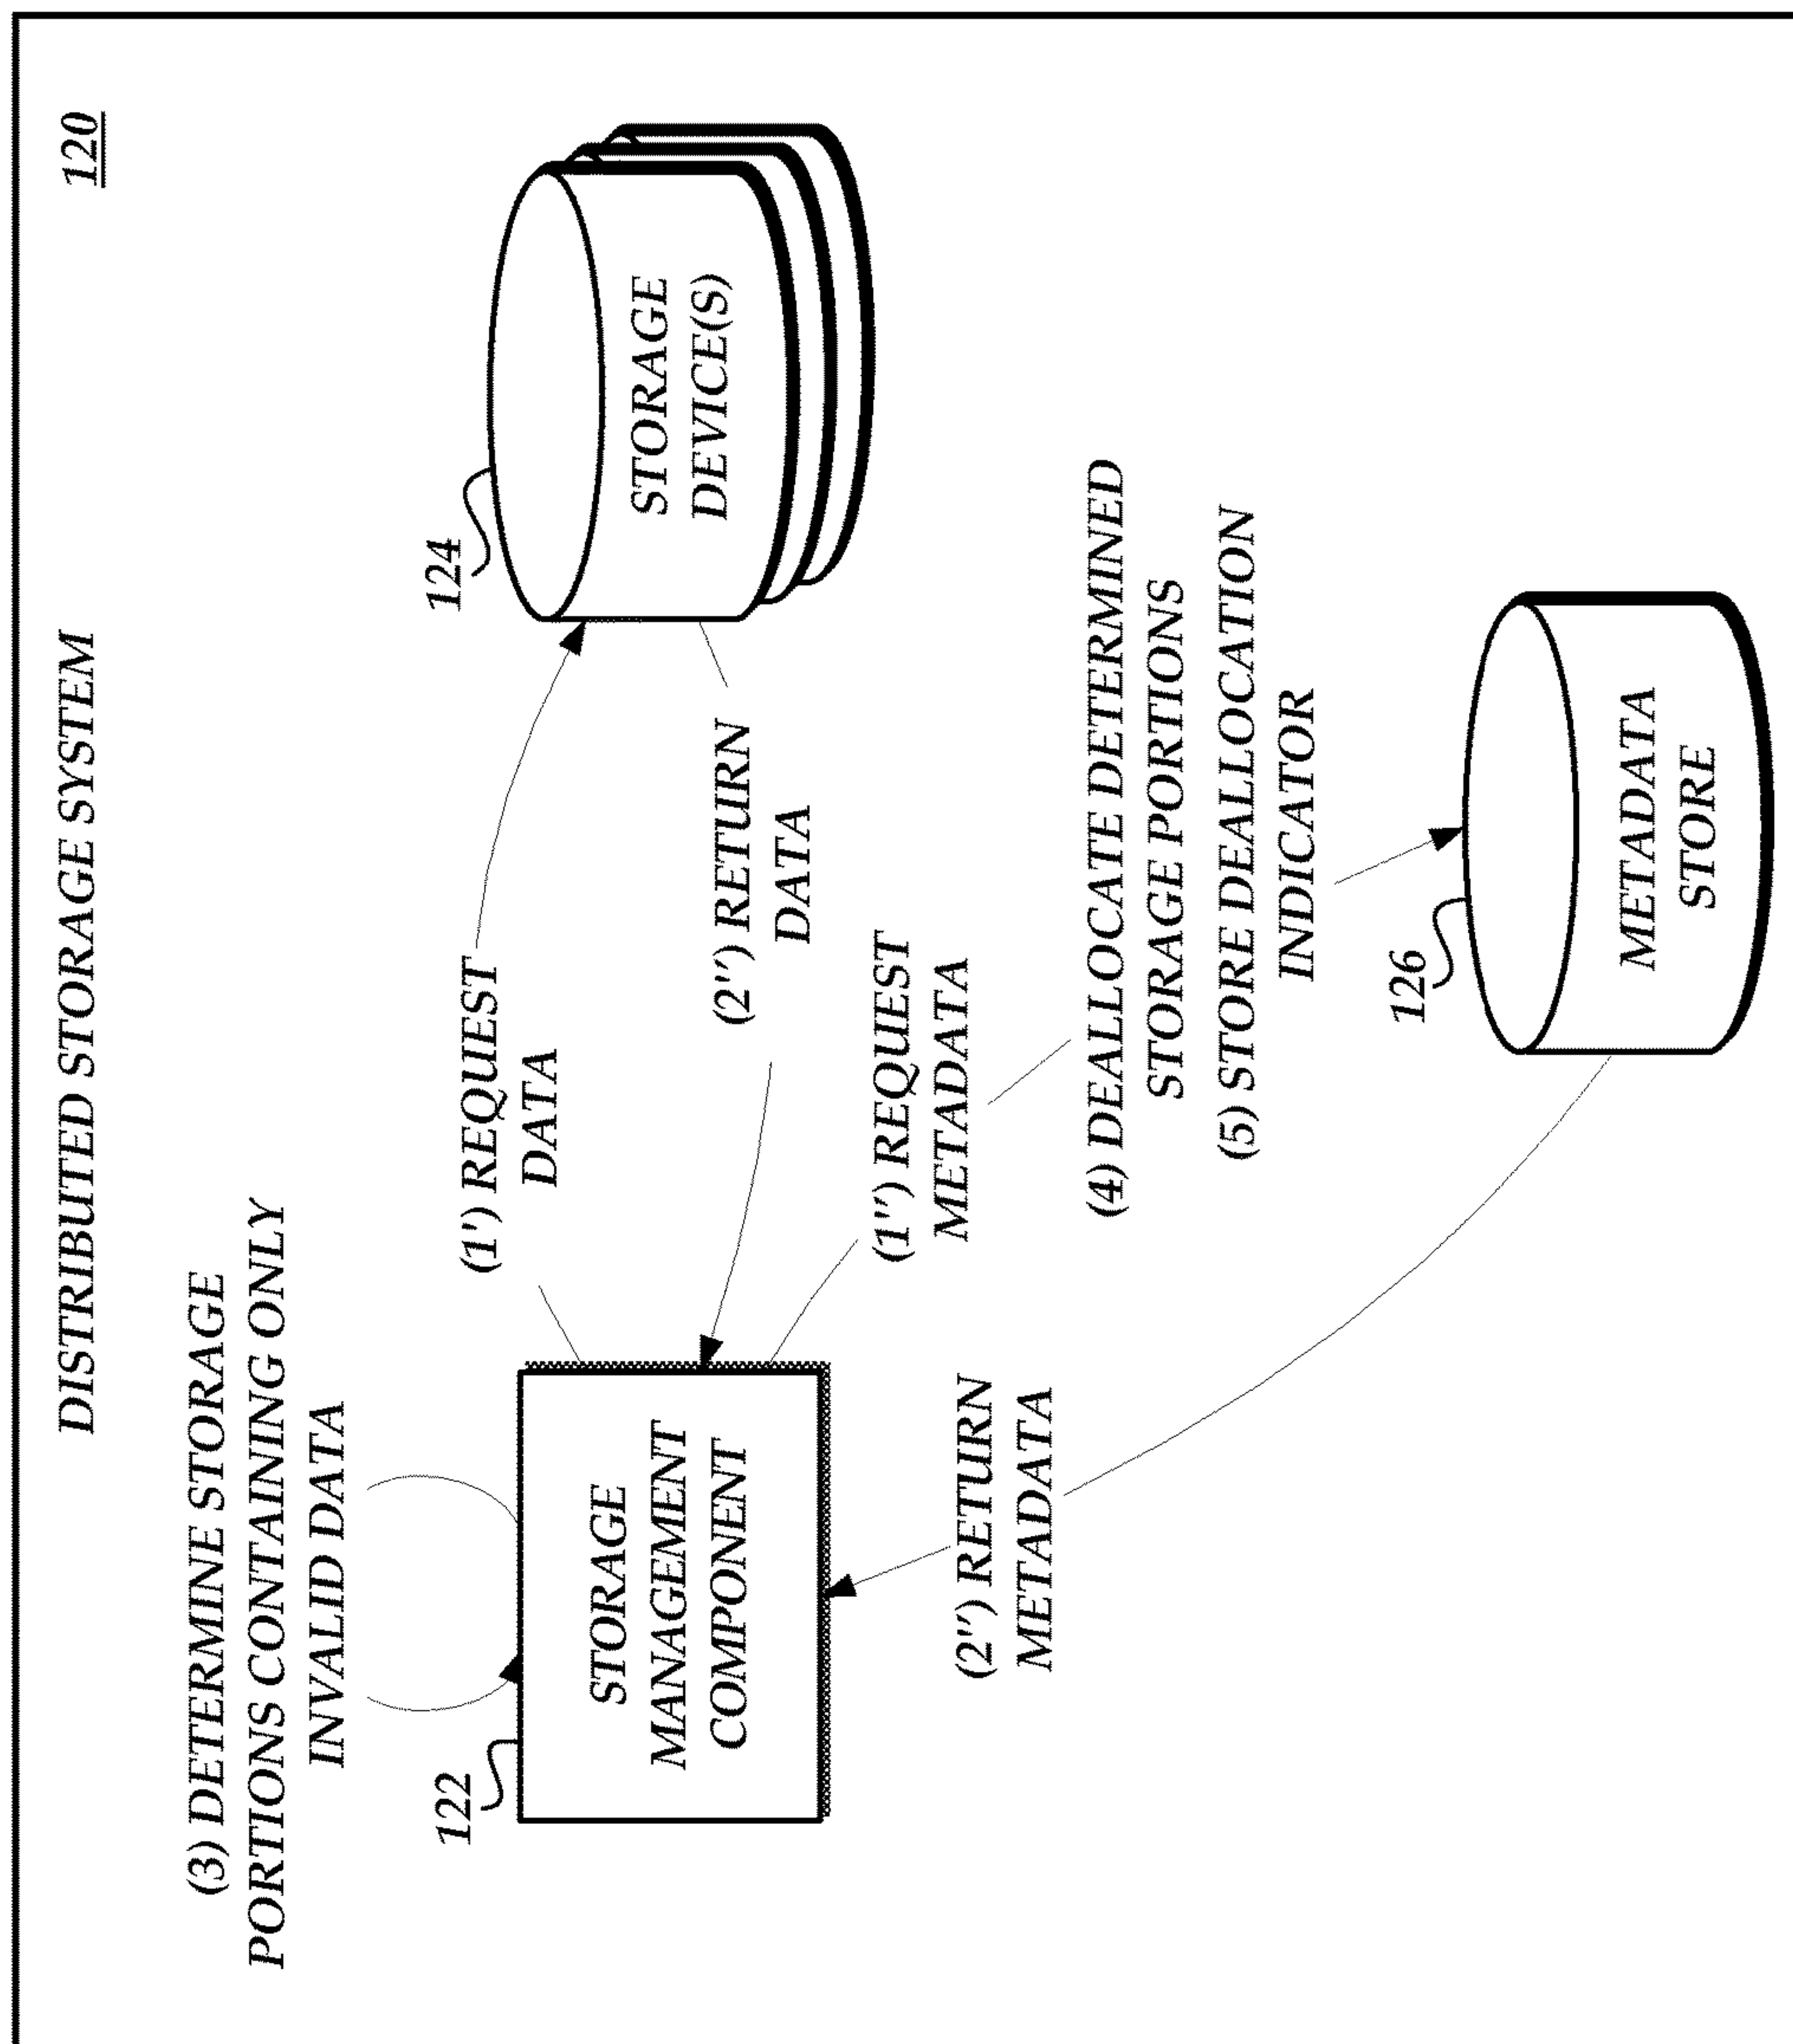 DISTRIBUTED STORAGE SYSTEM
120
(3) DETERMINE STORAGE
PORTIONS CONTAINING ONLY
INVALID DATA
122
STORAGE
MANAGEMENT
COMPONENT
(1') REQUEST
DATA
124
STORAGE
DEVICE(S)
(2'') RETURN
DATA
(1'') REQUEST
METADATA
(2'') RETURN
METADATA
(4) DEALLOCATE DETERMINED
STORAGE PORTIONS
(5) STORE DEALLOCATION
INDICATOR
126
METADATA
STORE